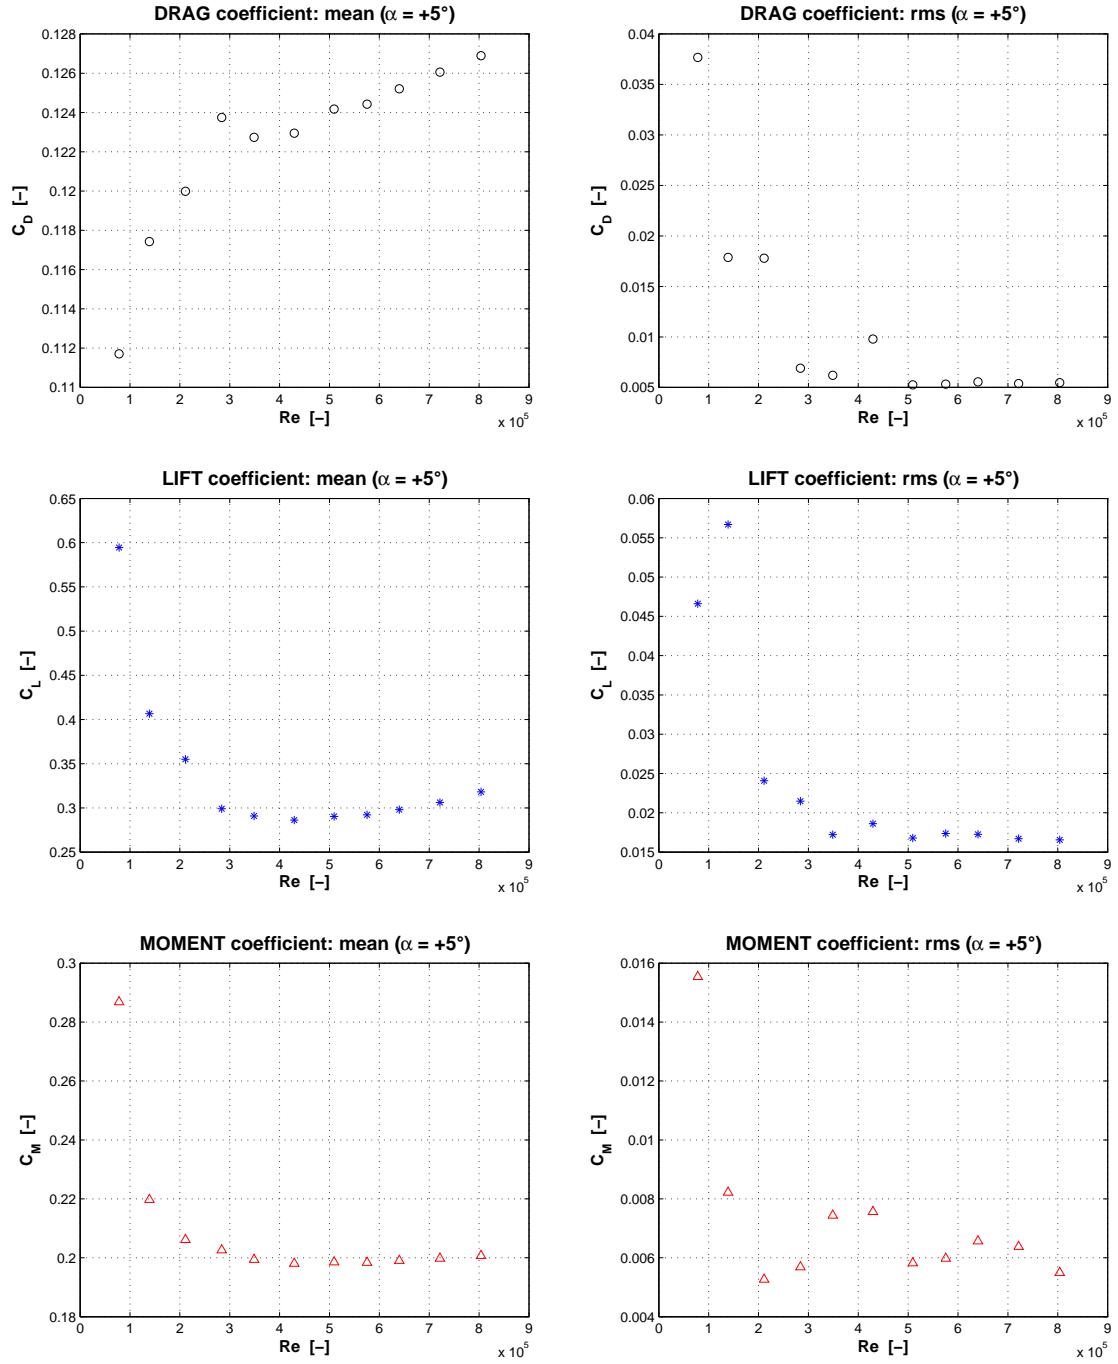 DRAG coefficient: mean (α = +5°)
0.128
0.126
0.124
0.122
0.12
0.118
0.116
0.114
0.112
0.11
C_D [−]
0 1 2 3 4 5 6 7 8 9
Re [−]
x 10^5
DRAG coefficient: rms (α = +5°)
0.04
0.035
0.03
0.025
0.02
0.015
0.01
0.005
C_D [−]
0 1 2 3 4 5 6 7 8 9
Re [−]
x 10^5
LIFT coefficient: mean (α = +5°)
0.65
0.6
0.55
0.5
0.45
0.4
0.35
0.3
0.25
C_L [−]
0 1 2 3 4 5 6 7 8 9
Re [−]
x 10^5
LIFT coefficient: rms (α = +5°)
0.06
0.055
0.05
0.045
0.04
0.035
0.03
0.025
0.02
0.015
C_L [−]
0 1 2 3 4 5 6 7 8 9
Re [−]
x 10^5
MOMENT coefficient: mean (α = +5°)
0.3
0.28
0.26
0.24
0.22
0.2
0.18
C_M [−]
0 1 2 3 4 5 6 7 8 9
Re [−]
x 10^5
MOMENT coefficient: rms (α = +5°)
0.016
0.014
0.012
0.01
0.008
0.006
0.004
C_M [−]
0 1 2 3 4 5 6 7 8 9
Re [−]
x 10^5